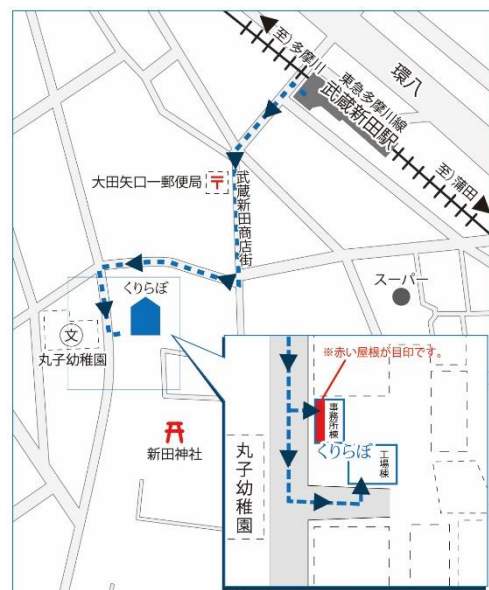 至)多摩川
環八
東急多摩川線
武蔵新田駅
至)蒲田
大田矢口一郵便局
武蔵新田商店街
スーパー
くりらぼ
文
丸子幼稚園
新田神社
※赤い屋根が目印です。
事務所棟
くりらぼ
工場棟
丸子幼稚園